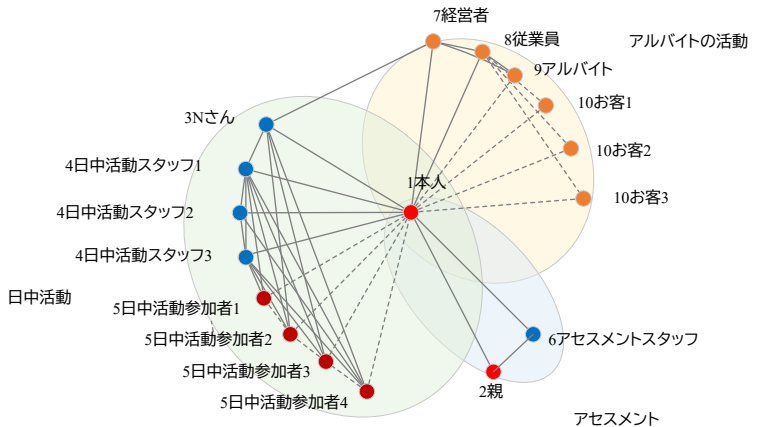 7経営者
8従業員
アルバイトの活動
9アルバイト
10お客1
3Nさん
10お客2
4日中活動スタッフ1
1本人
10お客3
4日中活動スタッフ2
4日中活動スタッフ3
日中活動
5日中活動参加者1
5日中活動参加者2
6アセスメントスタッフ
5日中活動参加者3
2親
5日中活動参加者4
アセスメント